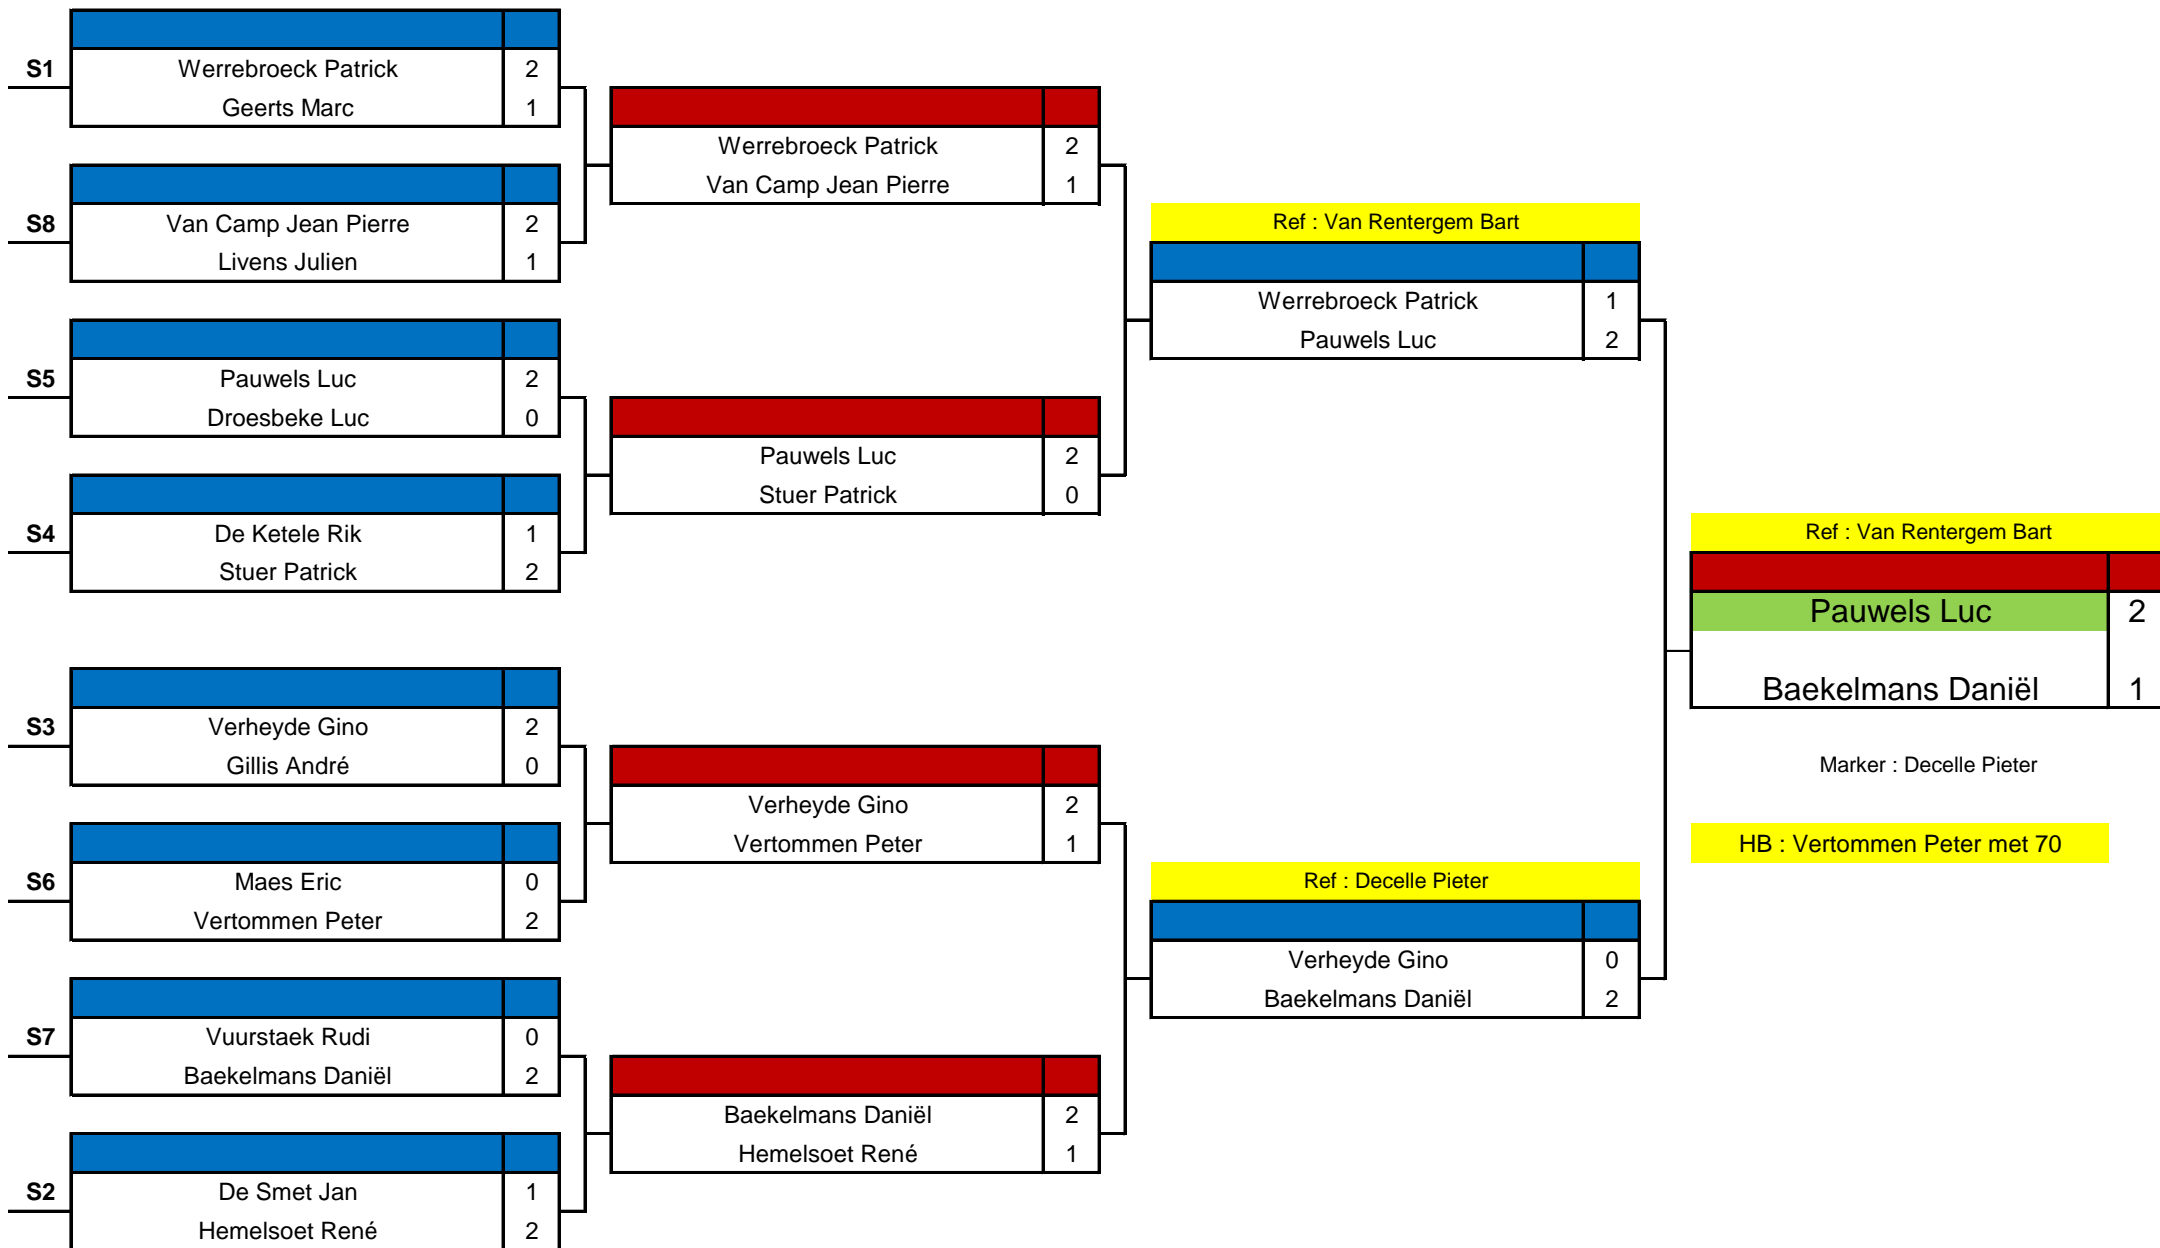 S1
Werrebroeck Patrick 2
Geerts Marc 1
S8
Van Camp Jean Pierre 2
Livens Julien 1
S5
Pauwels Luc 2
Droesbeke Luc 0
S4
De Ketele Rik 1
Stuer Patrick 2
S3
Verheyde Gino 2
Gillis André 0
S6
Maes Eric 0
Vertommen Peter 2
S7
Vuurstaek Rudi 0
Baekelmans Daniël 2
S2
De Smet Jan 1
Hemelsoet René 2
Werrebroeck Patrick 2
Van Camp Jean Pierre 1
Pauwels Luc 2
Stuer Patrick 0
Verheyde Gino 2
Vertommen Peter 1
Baekelmans Daniël 2
Hemelsoet René 1
Ref : Van Rentergem Bart
Werrebroeck Patrick 1
Pauwels Luc 2
Ref : Decelle Pieter
Verheyde Gino 0
Baekelmans Daniël 2
Ref : Van Rentergem Bart
Pauwels Luc 2
Baekelmans Daniël 1
Marker : Decelle Pieter
HB : Vertommen Peter met 70